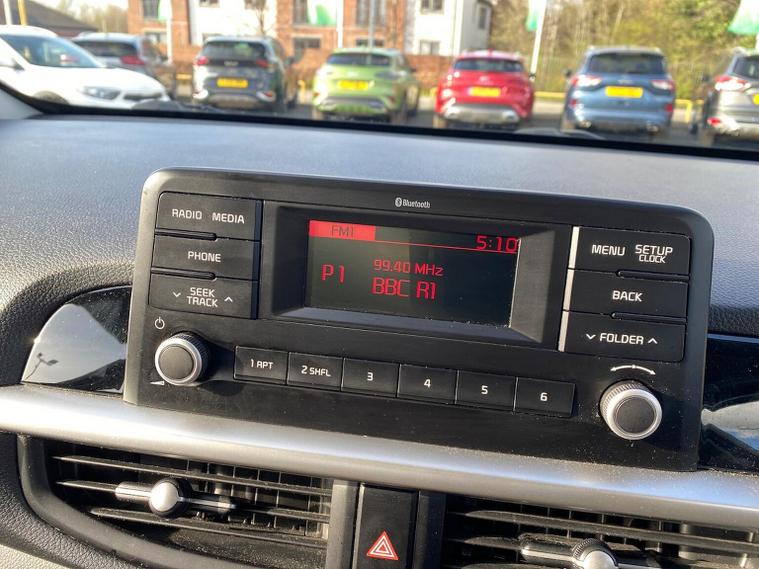 Bluetooth
RADIO MEDIA
PHONE
SEEK
TRACK
FM1
5:10
99.40 MHz
P1
BBC R1
MENU
SETUP
CLOCK
BACK
FOLDER
1 RPT
2 SHFL
3
4
5
6